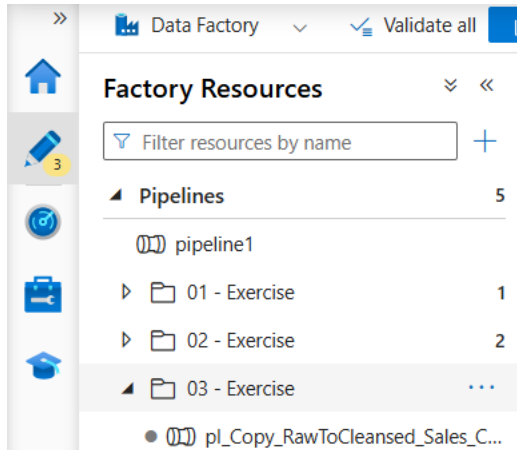 Data Factory
Validate all
Factory Resources
Filter resources by name
3
Pipelines 5
pipeline1
01 - Exercise 1
02 - Exercise 2
03 - Exercise ...
pl_Copy_RawToCleansed_Sales_C...